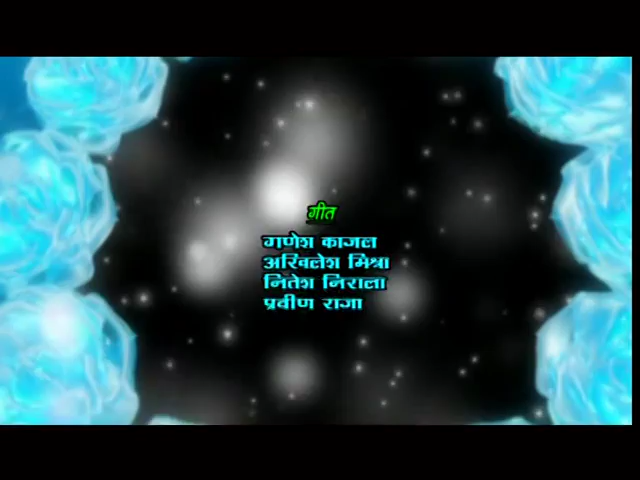 गीत
गणेश काजल
अखिलेश मिश्रा
नितेश निराला
प्रवीण राजा